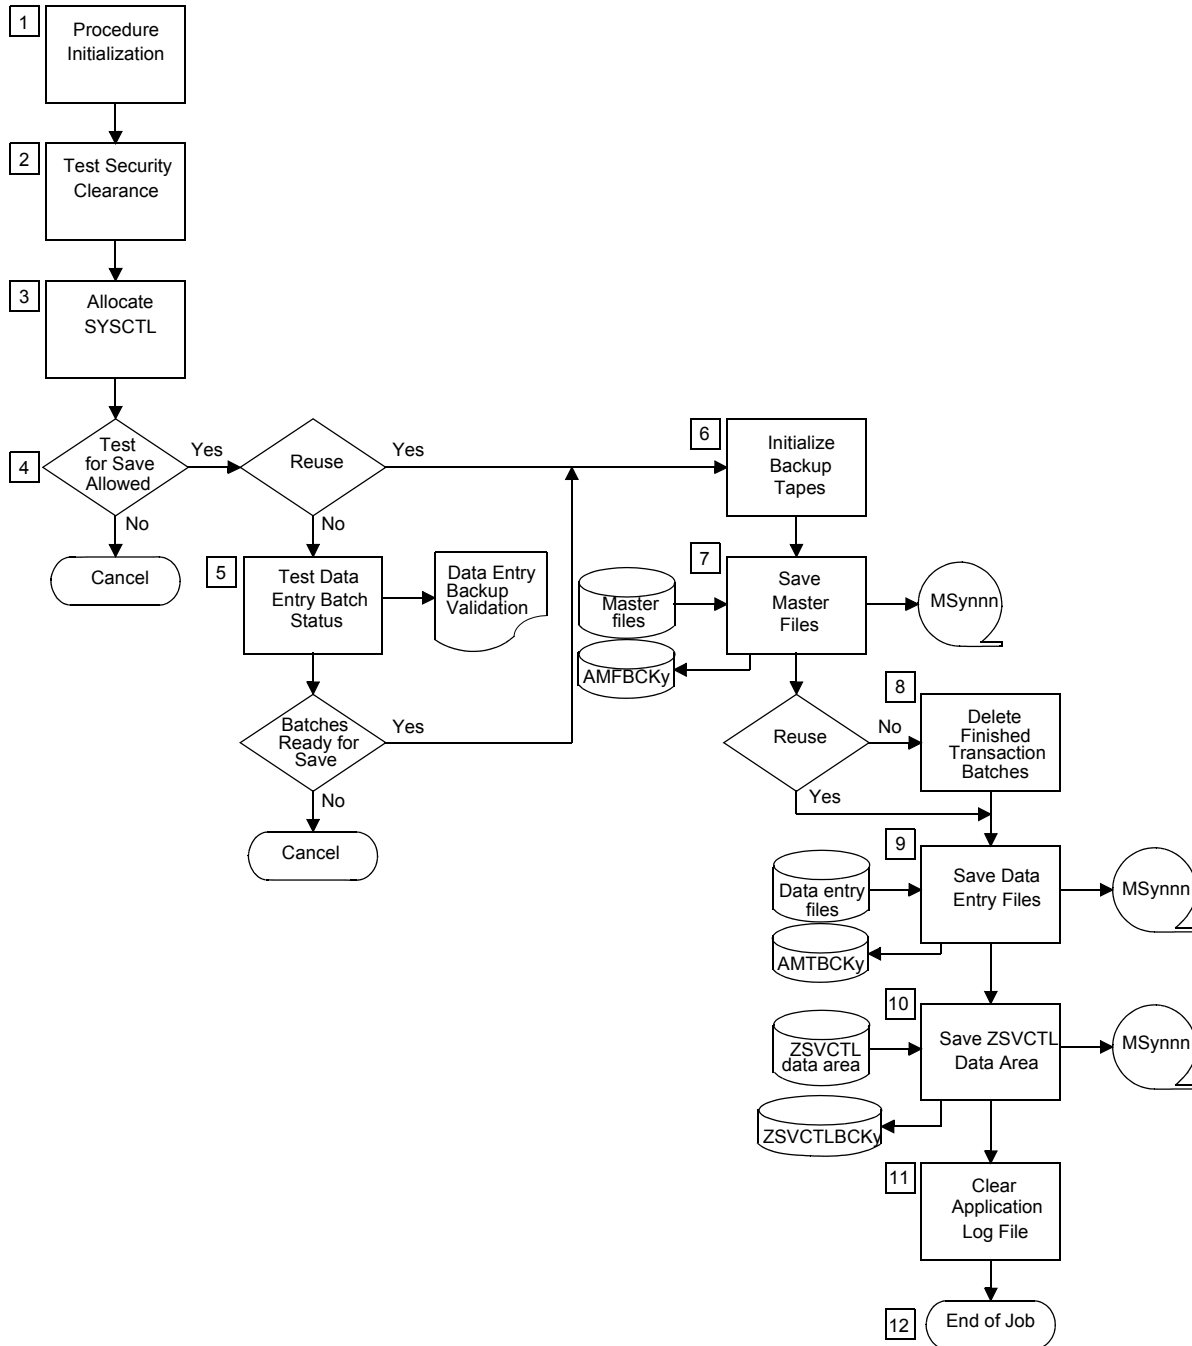 1
Procedure
Initialization
2
Test Security
Clearance
3
Allocate
SYSCTL
4
Test
for Save
Allowed
Yes
No
Cancel
Reuse
Yes
No
5
Test Data
Entry Batch
Status
Data Entry
Backup
Validation
Batches
Ready for
Save
Yes
No
Cancel
6
Initialize
Backup
Tapes
7
Save
Master
Files
Master
files
AMFBCKy
MSynnn
Reuse
No
Yes
8
Delete
Finished
Transaction
Batches
9
Save Data
Entry Files
Data entry
files
AMTBCKy
MSynnn
10
Save ZSVCTL
Data Area
ZSVCTL
data area
ZSVCTLBCKy
MSynnn
11
Clear
Application
Log File
12
End of Job